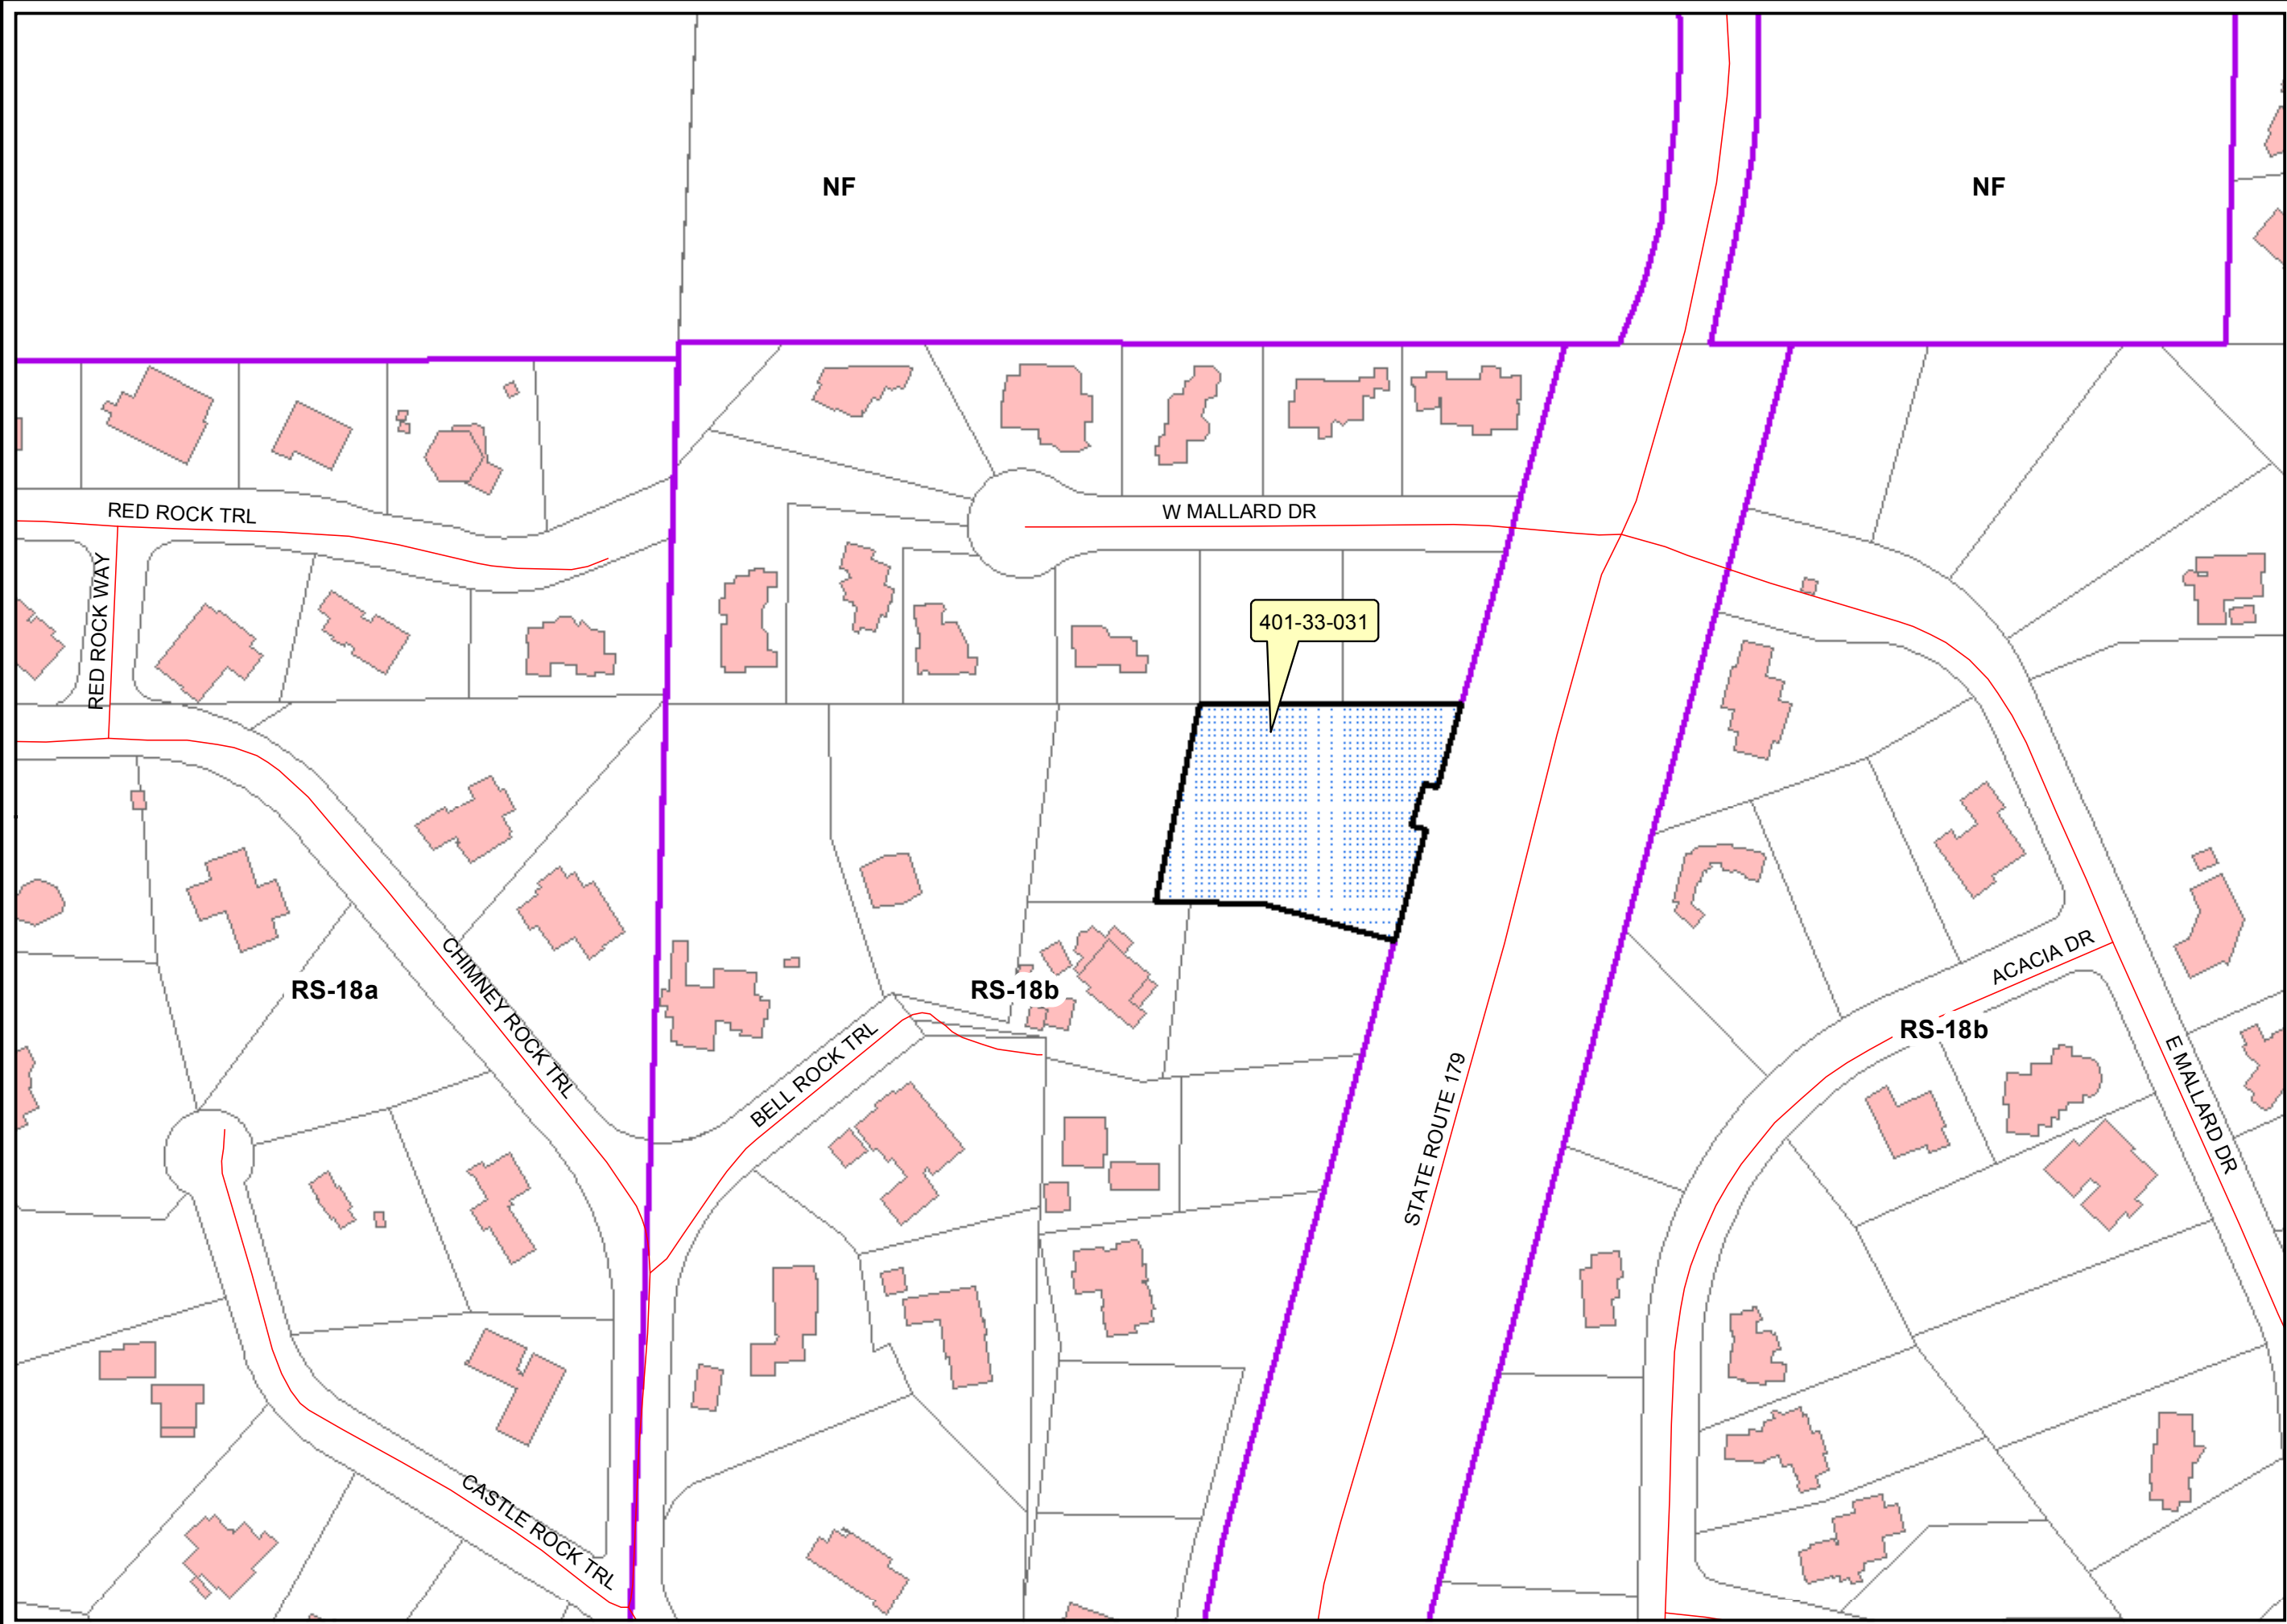 NF
NF
RED ROCK TRL
W MALLARD DR
RED ROCK WAY
401-33-031
CHIMNEY ROCK TRL
ACACIA DR
RS-18a
RS-18b
RS-18b
BELL ROCK TRL
E MALLARD DR
STATE ROUTE 179
CASTLE ROCK TRL